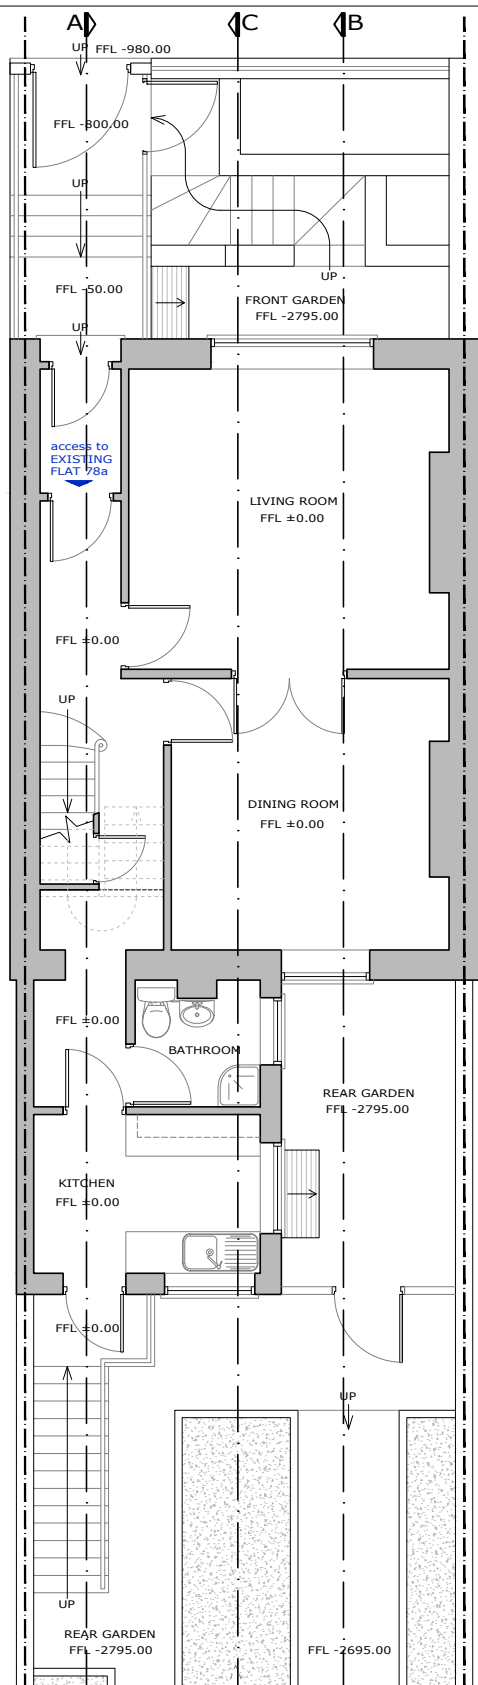 A
C
B
UP
FFL -980.00
FFL -800.00
UP
UP
FFL -50.00
FRONT GARDEN
FFL -2795.00
UP
access to
EXISTING
FLAT 78a
LIVING ROOM
FFL ±0.00
FFL ±0.00
UP
DINING ROOM
FFL ±0.00
FFL ±0.00
BATHROOM
REAR GARDEN
FFL -2795.00
KITCHEN
FFL ±0.00
FFL ±0.00
UP
UP
REAR GARDEN
FFL -2795.00
FFL -2695.00